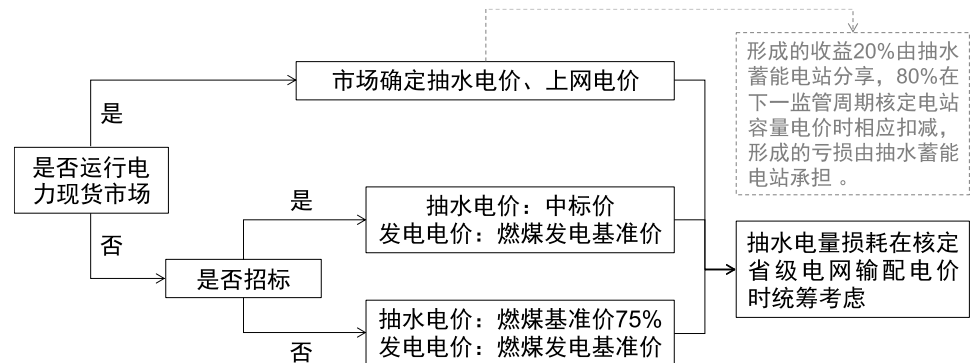 形成的收益20%由抽水
蓄能电站分享，80%在
下一监管周期核定电站
容量电价时相应扣减，
形成的亏损由抽水蓄能
电站承担 。
市场确定抽水电价、上网电价
是
是否运行电
力现货市场
是
抽水电价：中标价
发电电价：燃煤发电基准价
否
是否招标
抽水电量损耗在核定
省级电网输配电价
时统筹考虑
抽水电价：燃煤基准价75%
发电电价：燃煤发电基准价
否